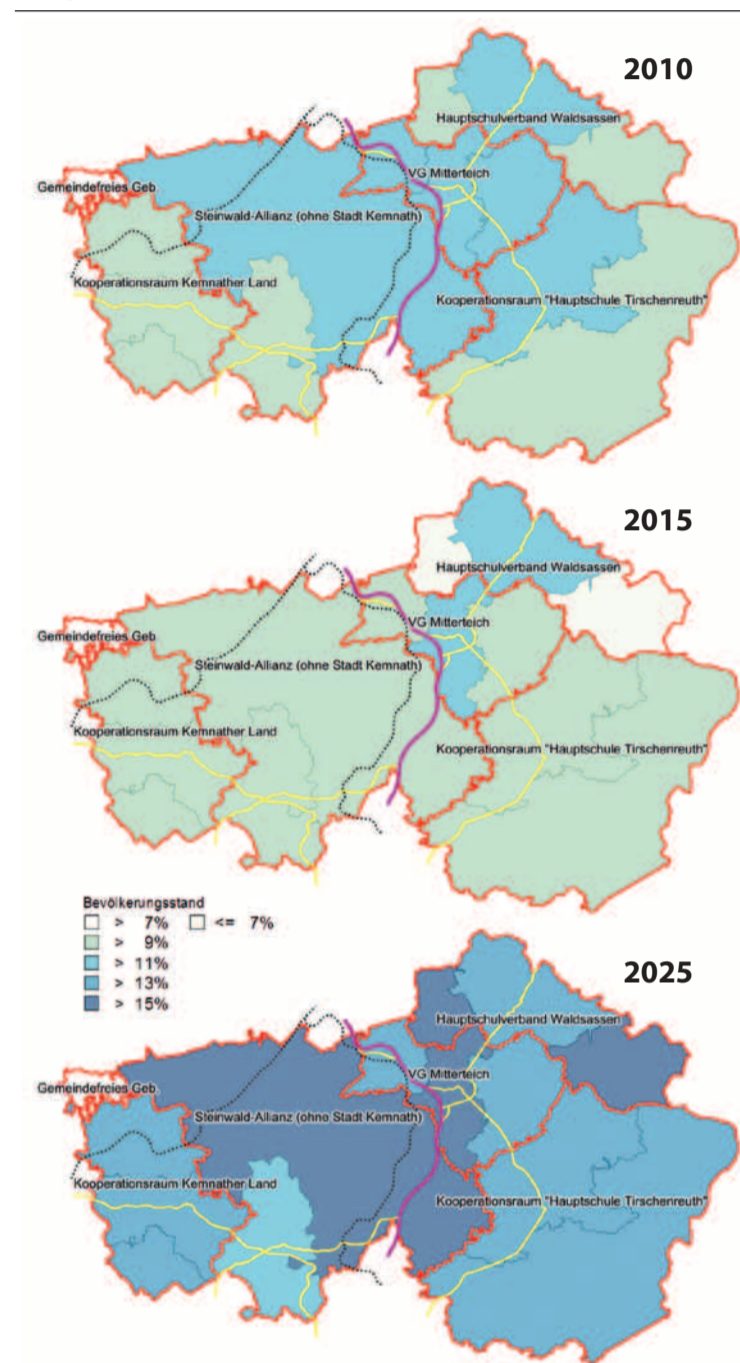 2010
Hauptschulverband Waldsassen
VG Mitterteich
Gemeindefreies Geb.
Steinwald-Allianz (ohne Stadt Kemnath)
Kooperationsraum Kemnather Land
Kooperationsraum "Hauptschule Tirschenreuth"
2015
Hauptschulverband Waldsassen
VG Mitterteich
Gemeindefreies Geb.
Steinwald-Allianz (ohne Stadt Kemnath)
Kooperationsraum Kemnather Land
Kooperationsraum "Hauptschule Tirschenreuth"
Bevölkerungsstand
> 7% <= 7%
> 9%
> 11%
> 13%
> 15%
2025
Hauptschulverband Waldsassen
VG Mitterteich
Gemeindefreies Geb.
Steinwald-Allianz (ohne Stadt Kemnath)
Kooperationsraum Kemnather Land
Kooperationsraum "Hauptschule Tirschenreuth"